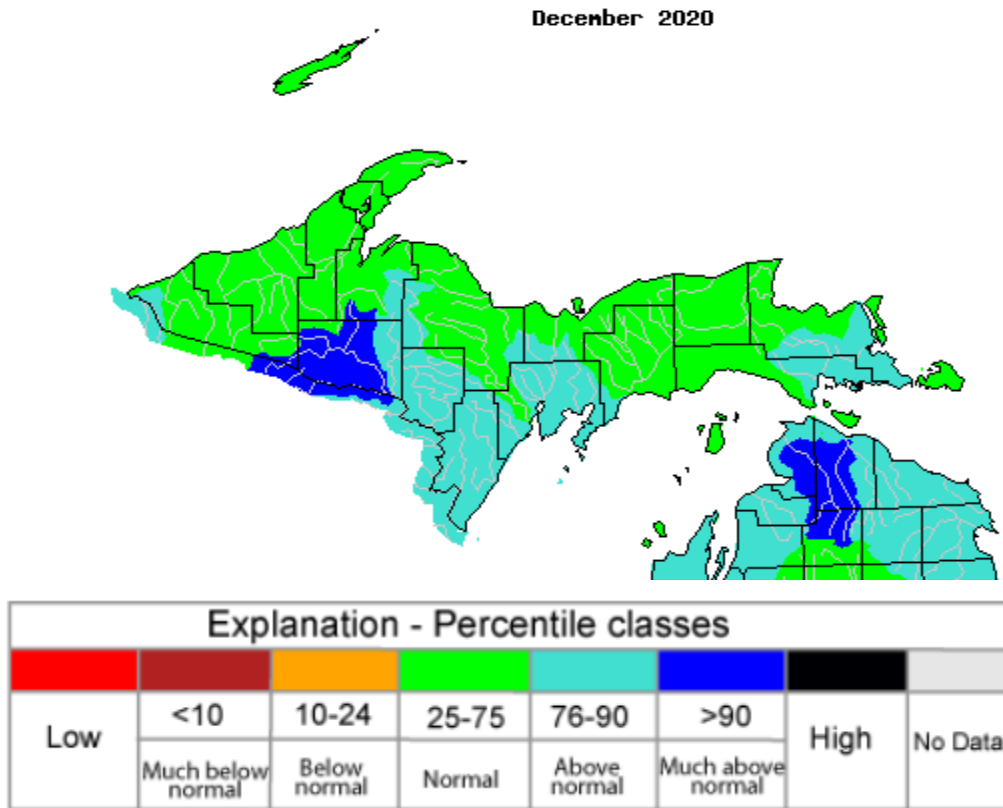 December 2020
Explanation - Percentile classes
Low
<10
10-24
25-75
76-90
>90
High
No Data
Much below
normal
Below
normal
Normal
Above
normal
Much above
normal